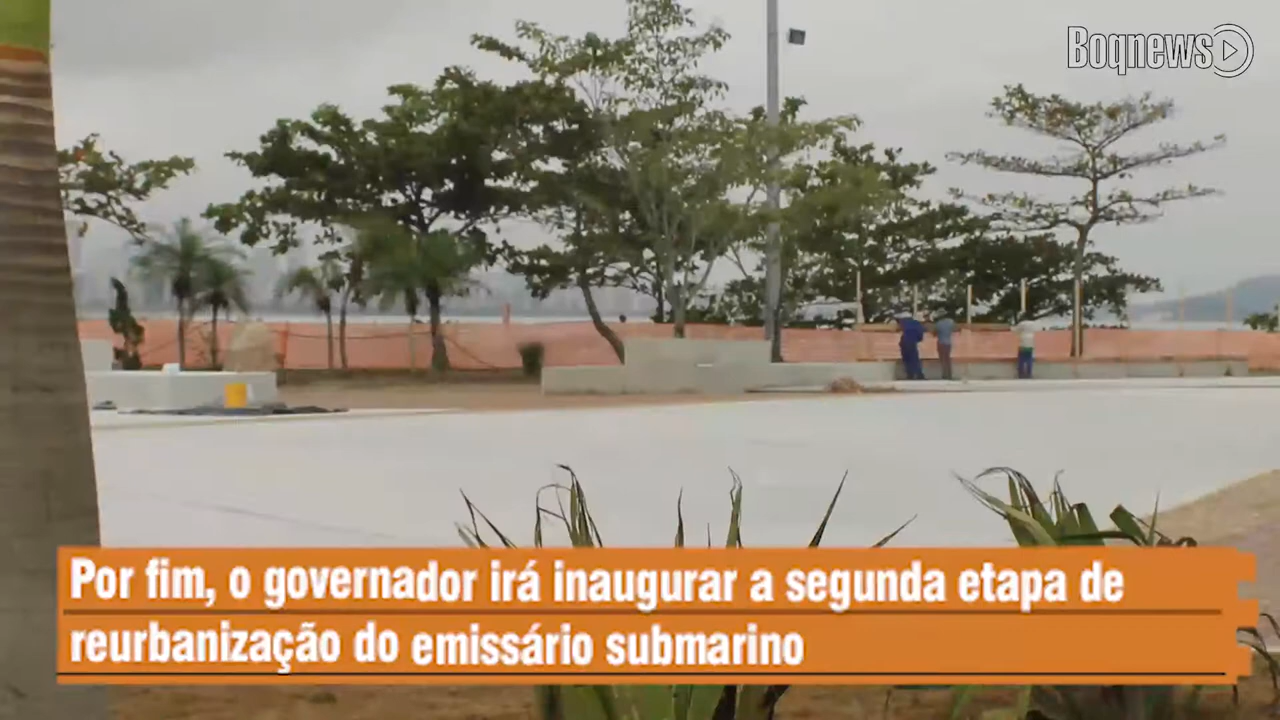 Boqnews
Por fim, o governador irá inaugurar a segunda etapa de
reurbanização do emissário submarino